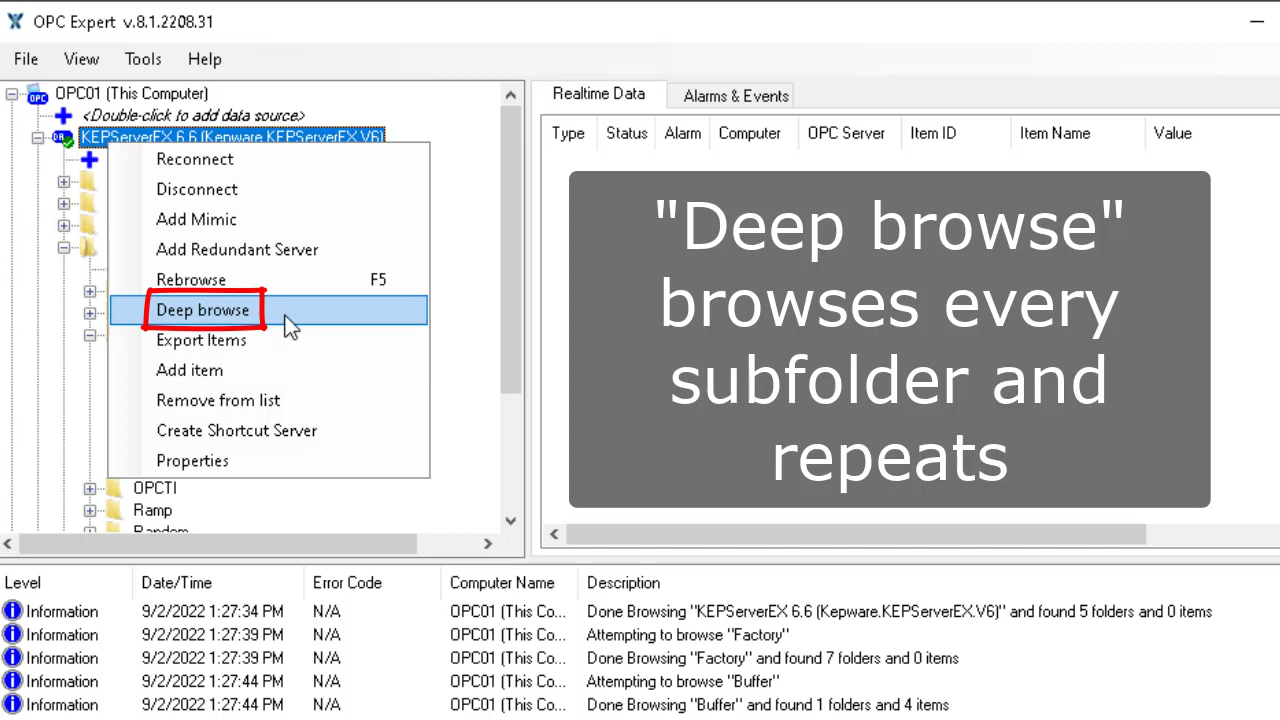 OPC Expert v.8.1.2208.31
File View Tools Help
OPC01 (This Computer)
<Double-click to add data source>
KEPServerEX 6.6 (Kepware.KEPServerEX.V6)
Reconnect
Disconnect
Add Mimic
Add Redundant Server
Rebrowse F5
Deep browse
Export Items
Add item
Remove from list
Create Shortcut Server
Properties
OPCTI
Ramp
Random
Realtime Data Alarms & Events
Type Status Alarm Computer OPC Server Item ID Item Name Value
"Deep browse"
browses every
subfolder and
repeats
Level Date/Time Error Code Computer Name Description
Information 9/2/2022 1:27:34 PM N/A OPC01 (This Co... Done Browsing "KEPServerEX 6.6 (Kepware.KEPServerEX.V6)" and found 5 folders and 0 items
Information 9/2/2022 1:27:39 PM N/A OPC01 (This Co... Attempting to browse "Factory"
Information 9/2/2022 1:27:39 PM N/A OPC01 (This Co... Done Browsing "Factory" and found 7 folders and 0 items
Information 9/2/2022 1:27:44 PM N/A OPC01 (This Co... Attempting to browse "Buffer"
Information 9/2/2022 1:27:44 PM N/A OPC01 (This Co... Done Browsing "Buffer" and found 1 folders and 4 items